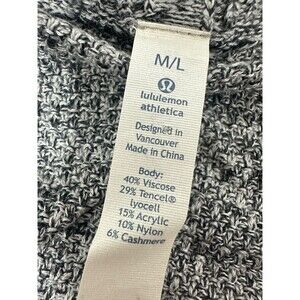 M/L
lululemon
athletica
Designed in
Vancouver
Made in China
Body:
40% Viscose
29% Tencel®
lyocell
15% Acrylic
10% Nylon
6% Cashmere